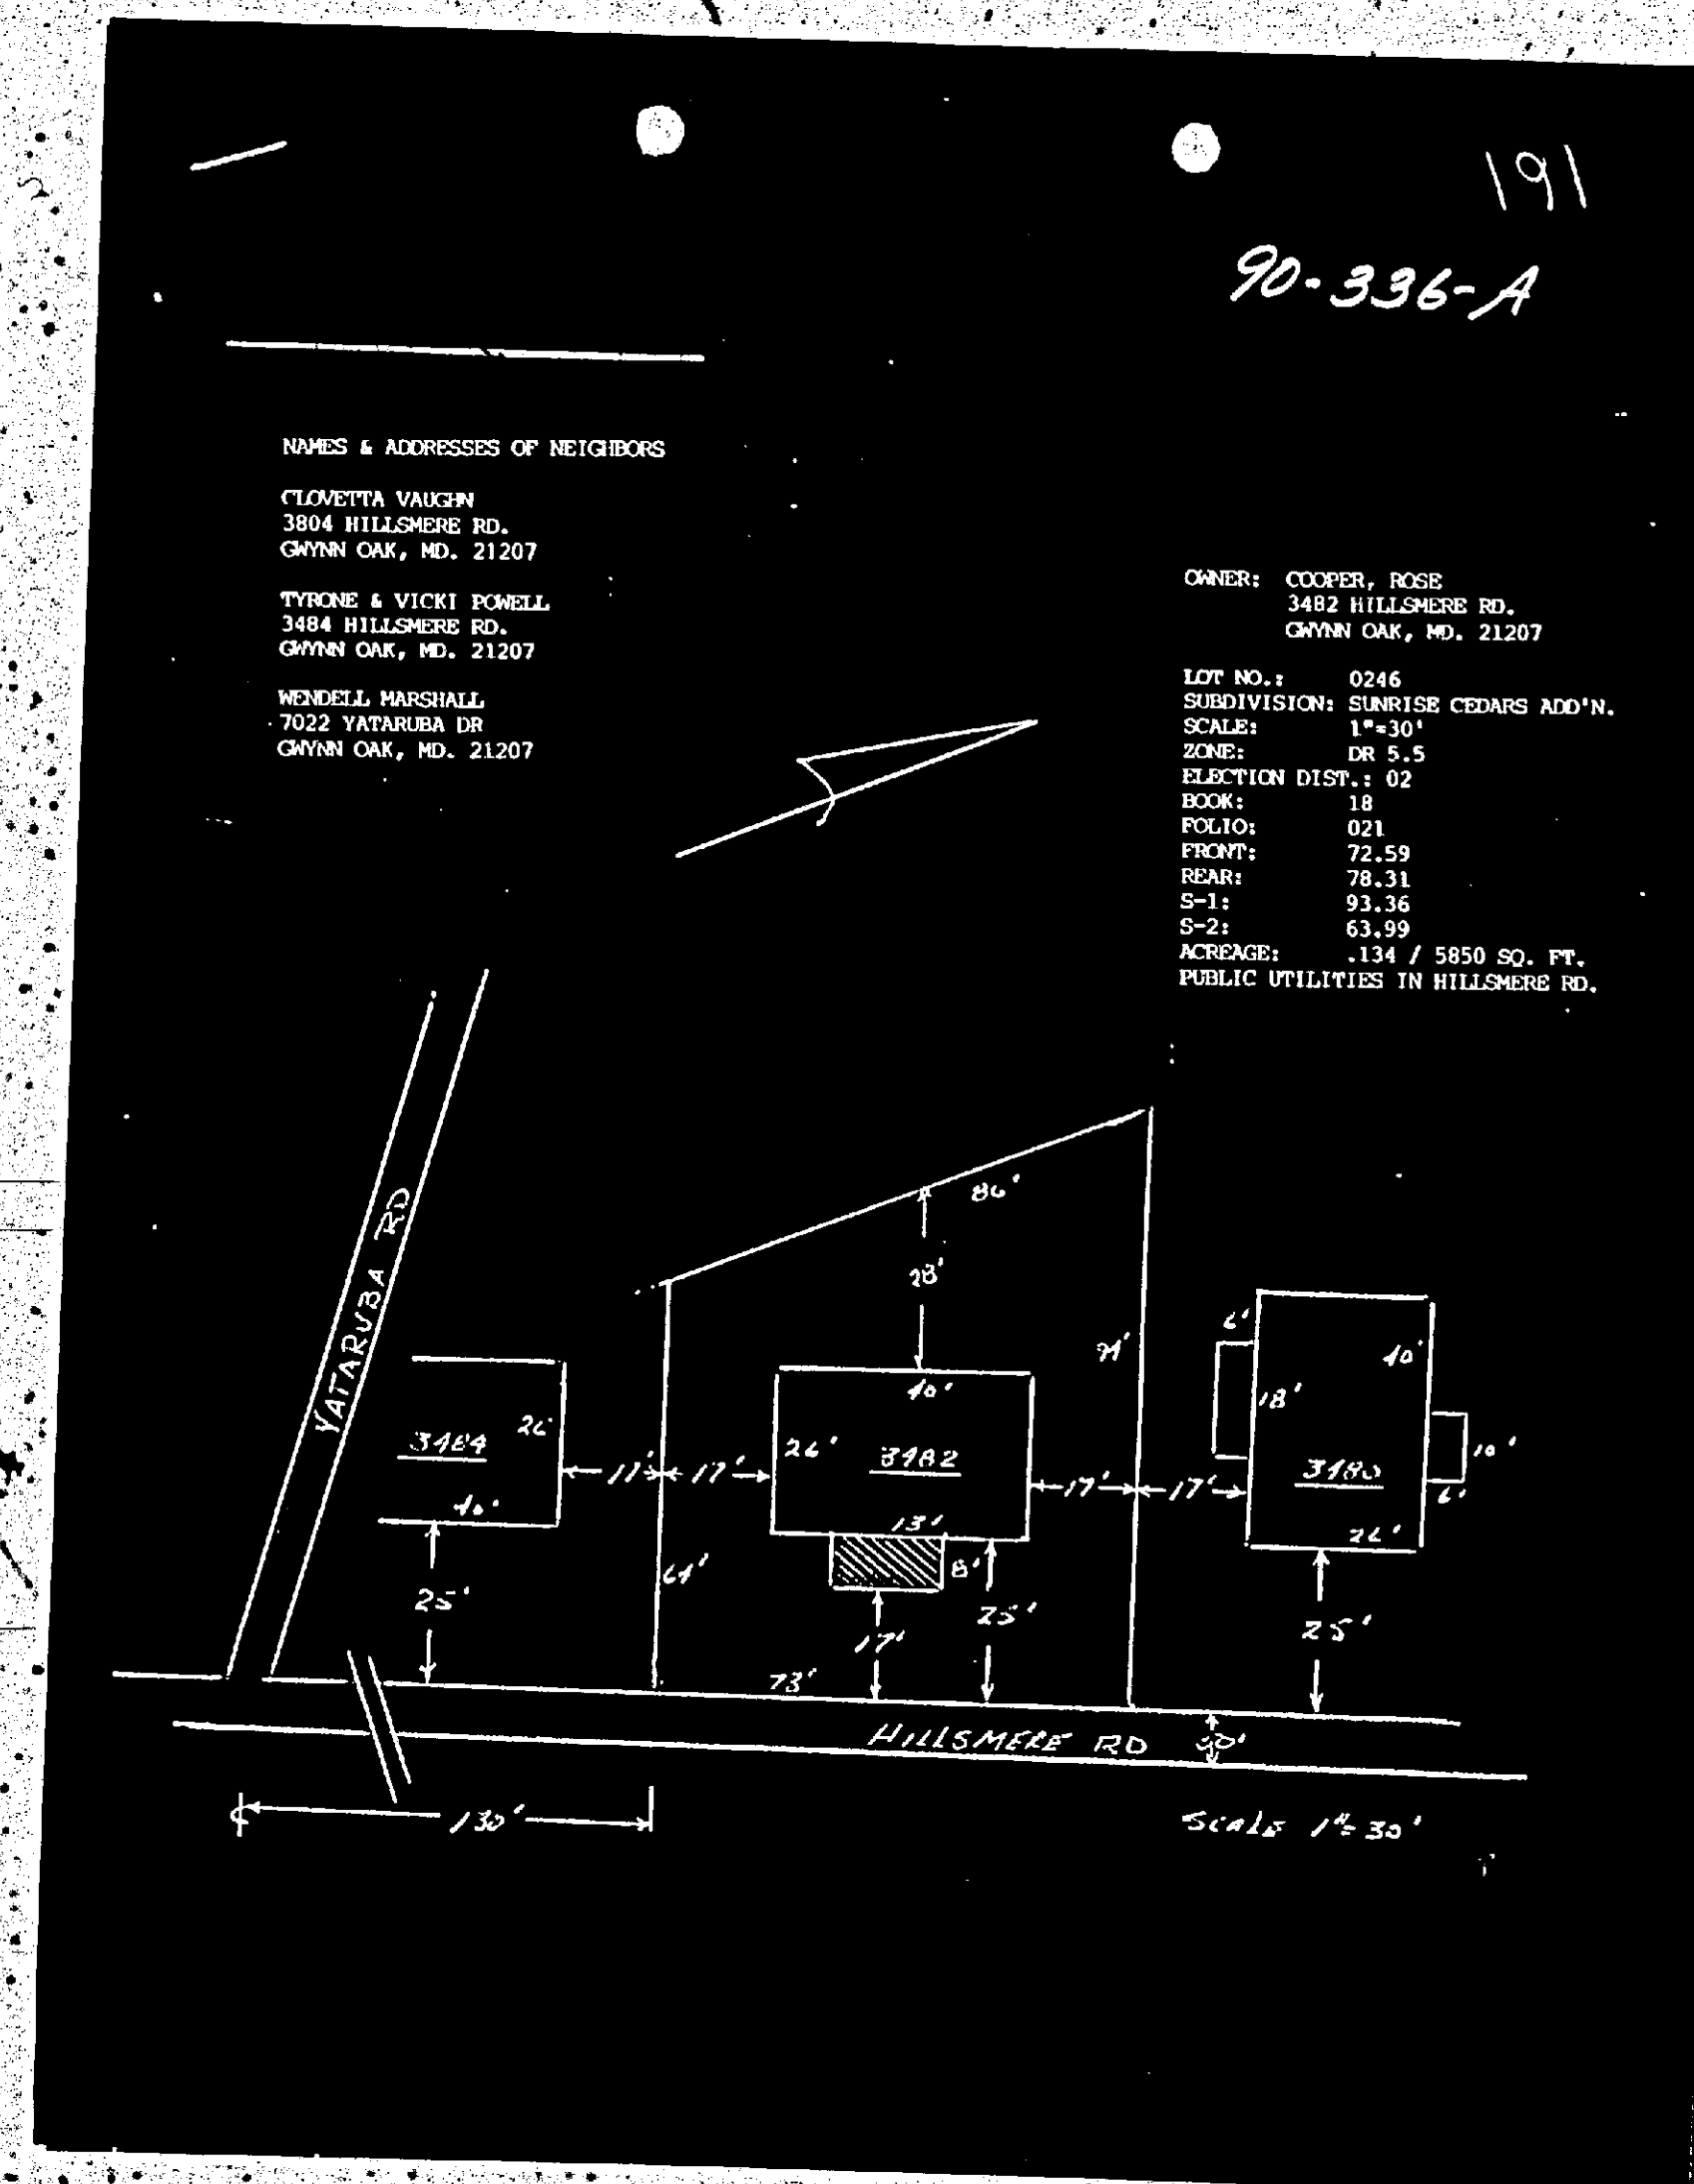 191
90-336-A
NAMES & ADDRESSES OF NEIGHBORS
CLOVETTA VAUGHN
3804 HILLSMERE RD.
GWYNN OAK, MD. 21207
TYRONE & VICKI POWELL
3484 HILLSMERE RD.
GWYNN OAK, MD. 21207
WENDELL MARSHALL
7022 YATARUBA DR
GWYNN OAK, MD. 21207
OWNER: COOPER, ROSE
3482 HILLSMERE RD.
GWYNN OAK, MD. 21207
LOT NO.: 0246
SUBDIVISION: SUNRISE CEDARS ADD'N.
SCALE: 1"=30'
ZONE: DR 5.5
ELECTION DIST.: 02
BOOK: 18
FOLIO: 021
FRONT: 72.59
REAR: 78.31
S-1: 93.36
S-2: 63.99
ACREAGE: .134 / 5850 SQ. FT.
PUBLIC UTILITIES IN HILLSMERE RD.
YATARUBA RD
86'
28'
94'
6'
40'
18'
10'
6'
3480
26'
25'
40'
26'
3482
13'
8'
17'
25'
17'
17'
17'
3484
26
40'
25'
64'
73'
HILLSMERE RD
130'
Scale 1"=30'